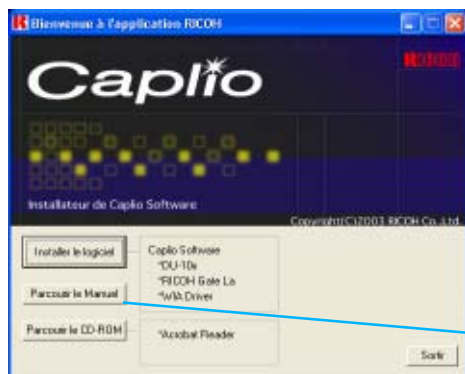 Bienvenue à l'application RICOH
RICOH
Caplio
Installateur de Caplio Software
Copyright(C)2003 RICOH Co.,Ltd.
Installer le logiciel
Caplio Software
*DU-10x
*RICOH Gate La
*WIA Driver
Parcourir le Manuel
Parcourir le CD-ROM
*Acrobat Reader
Sortir